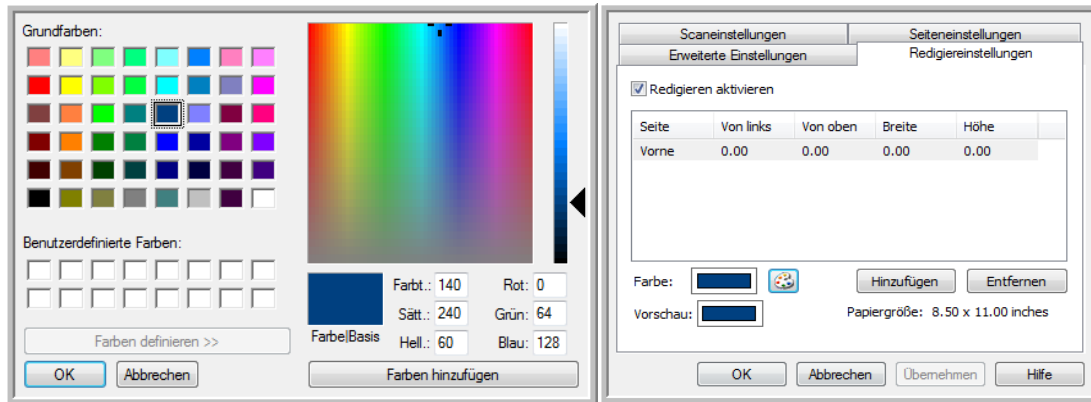 Grundfarben:
Benutzerdefinierte Farben:
Farben definieren >>
OK Abbrechen
Farbe|Basis
Farbt.: 140 Rot: 0
Sätt.: 240 Grün: 64
Hell.: 60 Blau: 128
Farben hinzufügen
Scaneinstellungen Seiteneinstellungen
Erweiterte Einstellungen Redigiereinstellungen
Redigieren aktivieren
Seite Von links Von oben Breite Höhe
Vorne 0.00 0.00 0.00 0.00
Farbe: Hinzufügen Entfernen
Vorschau: Papiergröße: 8.50 x 11.00 inches
OK Abbrechen Übernehmen Hilfe